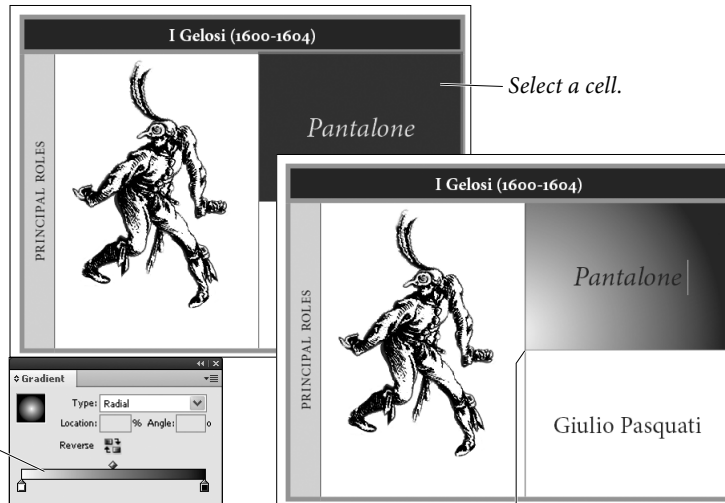 I Gelosi (1600-1604)
PRINCIPAL ROLES
Pantalone
Select a cell.
I Gelosi (1600-1604)
PRINCIPAL ROLES
Pantalone
Giulio Pasquati
Gradient
Type: Radial
Location: % Angle: o
Reverse